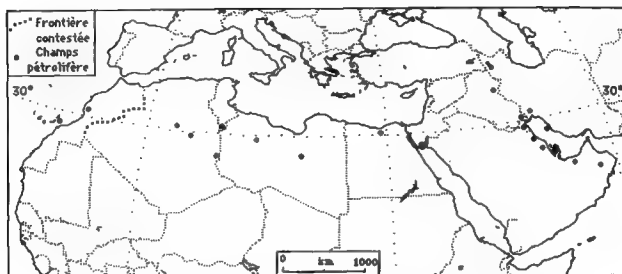 Frontière
contestée
Champs
pétrolifère
30°
30°
0 km 1000